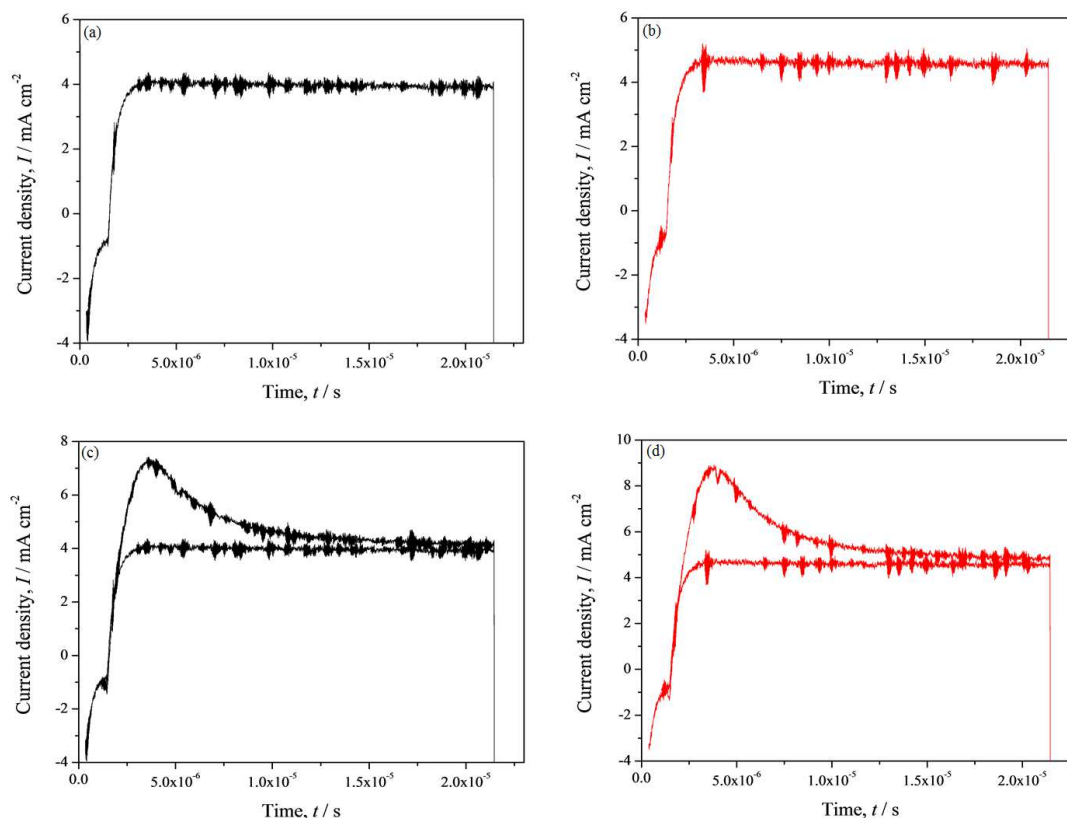 (a)
6
4
2
0
-2
-4
Current density, I / mA cm-2
0.0 5.0x10-6 1.0x10-5 1.5x10-5 2.0x10-5
Time, t / s
(b)
6
4
2
0
-2
-4
Current density, I / mA cm-2
0.0 5.0x10-6 1.0x10-5 1.5x10-5 2.0x10-5
Time, t / s
(c)
8
6
4
2
0
-2
-4
Current density, I / mA cm-2
0.0 5.0x10-6 1.0x10-5 1.5x10-5 2.0x10-5
Time, t / s
(d)
10
8
6
4
2
0
-2
-4
Current density, I / mA cm-2
0.0 5.0x10-6 1.0x10-5 1.5x10-5 2.0x10-5
Time, t / s